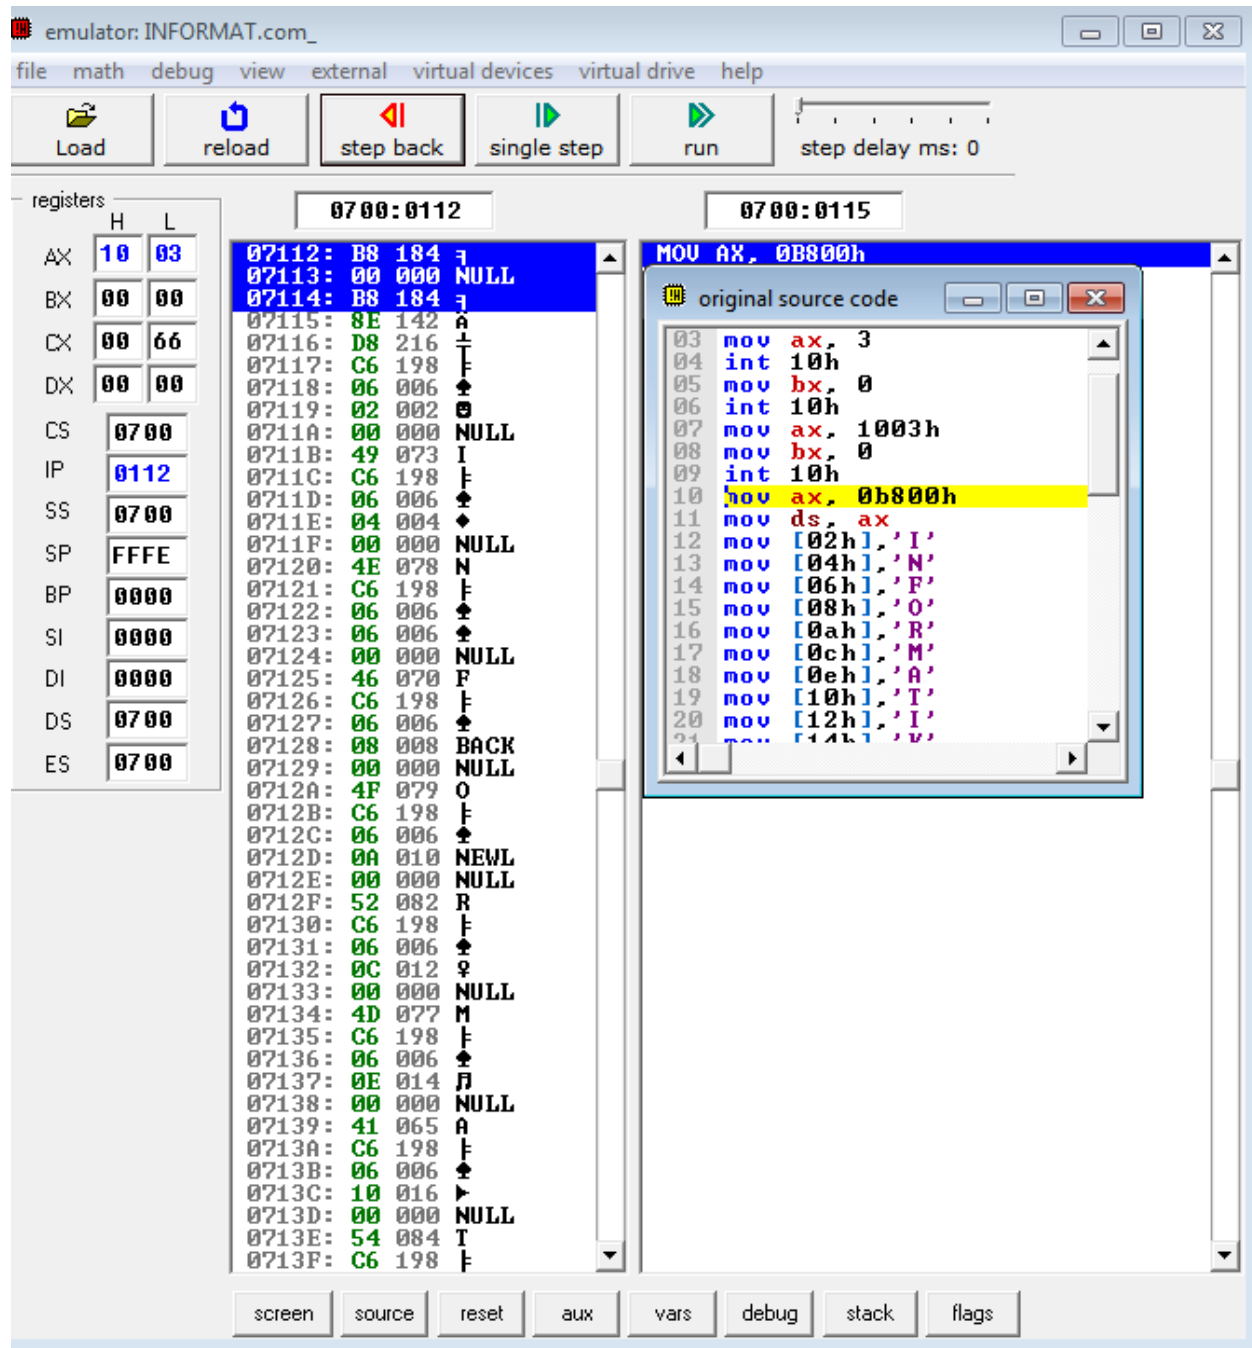 emulator: INFORMAT.com_
file math debug view external virtual devices virtual drive help
Load reload step back single step run step delay ms: 0
registers
H L
AX 10 03
BX 00 00
CX 00 66
DX 00 00
CS 0700
IP 0112
SS 0700
SP FFFE
BP 0000
SI 0000
DI 0000
DS 0700
ES 0700
0700:0112
0700:0115
07112: B8 184 ╕
07113: 00 000 NULL
07114: B8 184 ╕
07115: 8E 142 Ä
07116: D8 216 ╪
07117: C6 198 ╞
07118: 06 006 ♠
07119: 02 002 ☻
0711A: 00 000 NULL
0711B: 49 073 I
0711C: C6 198 ╞
0711D: 06 006 ♠
0711E: 04 004 ♦
0711F: 00 000 NULL
07120: 4E 078 N
07121: C6 198 ╞
07122: 06 006 ♠
07123: 06 006 ♠
07124: 00 000 NULL
07125: 46 070 F
07126: C6 198 ╞
07127: 06 006 ♠
07128: 08 008 BACK
07129: 00 000 NULL
0712A: 4F 079 O
0712B: C6 198 ╞
0712C: 06 006 ♠
0712D: 0A 010 NEWL
0712E: 00 000 NULL
0712F: 52 082 R
07130: C6 198 ╞
07131: 06 006 ♠
07132: 0C 012 ♀
07133: 00 000 NULL
07134: 4D 077 M
07135: C6 198 ╞
07136: 06 006 ♠
07137: 0E 014 ♫
07138: 00 000 NULL
07139: 41 065 A
0713A: C6 198 ╞
0713B: 06 006 ♠
0713C: 10 016 ►
0713D: 00 000 NULL
0713E: 54 084 T
0713F: C6 198 ╞
MOV AX, 0B800h
original source code
03 mov ax, 3
04 int 10h
05 mov bx, 0
06 int 10h
07 mov ax, 1003h
08 mov bx, 0
09 int 10h
10 mov ax, 0b800h
11 mov ds, ax
12 mov [02h],'I'
13 mov [04h],'N'
14 mov [06h],'F'
15 mov [08h],'O'
16 mov [0ah],'R'
17 mov [0ch],'M'
18 mov [0eh],'A'
19 mov [10h],'T'
20 mov [12h],'I'
21 mov [14h],'K'
screen source reset aux vars debug stack flags